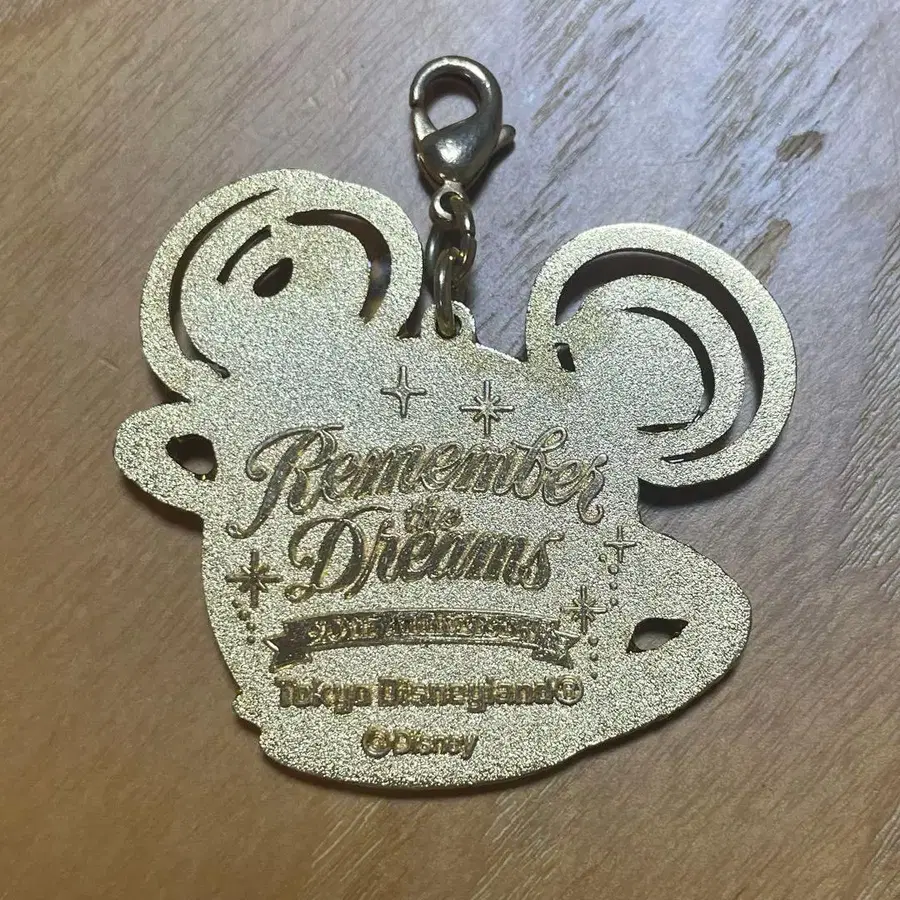 Remember
the
Dreams
Tokyo Disneyland®
©Disney